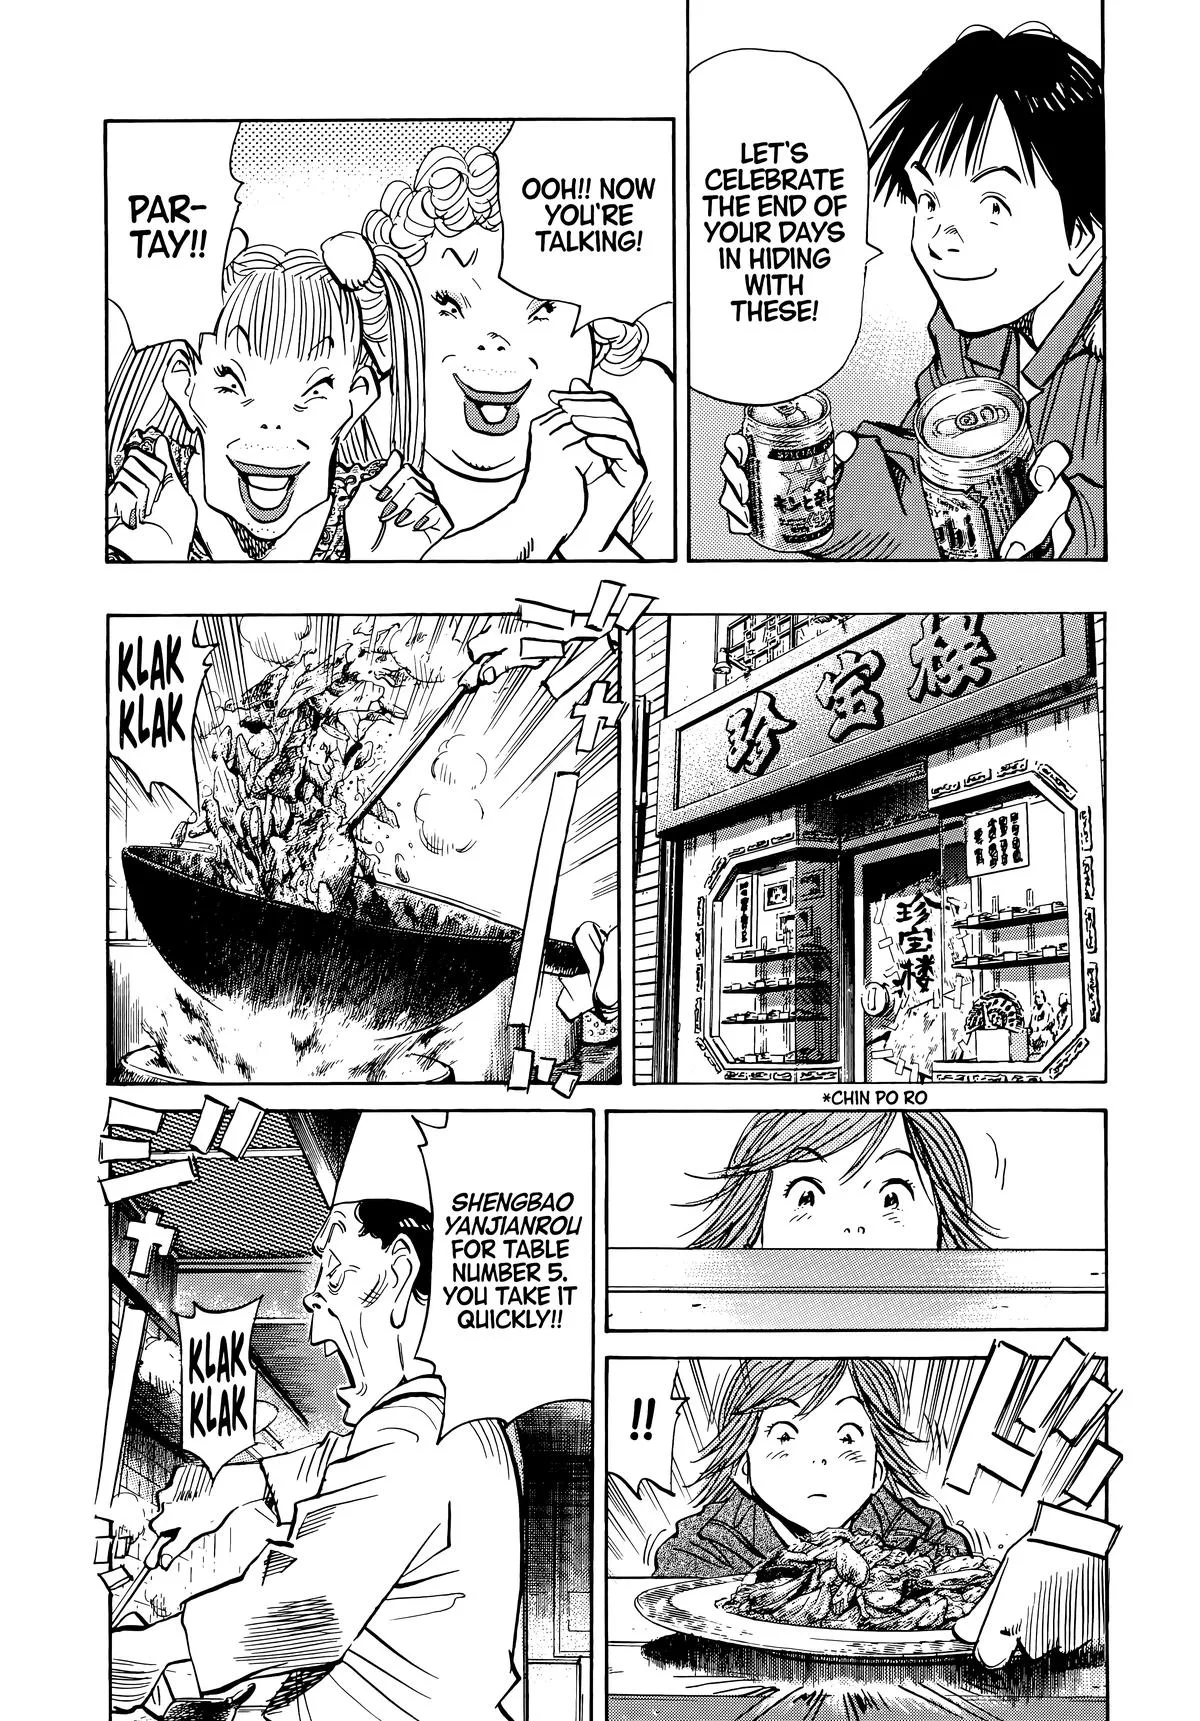 LET'S
CELEBRATE
THE END OF
YOUR DAYS
IN HIDING
WITH
THESE!
OOH!! NOW
YOU'RE
TALKING!
PAR-
TAY!!
珍宝楼
珍宝楼
*CHIN PO RO
KLAK
KLAK
!!
SHENGBAO
YANJIANROU
FOR TABLE
NUMBER 5.
YOU TAKE IT
QUICKLY!!
KLAK
KLAK